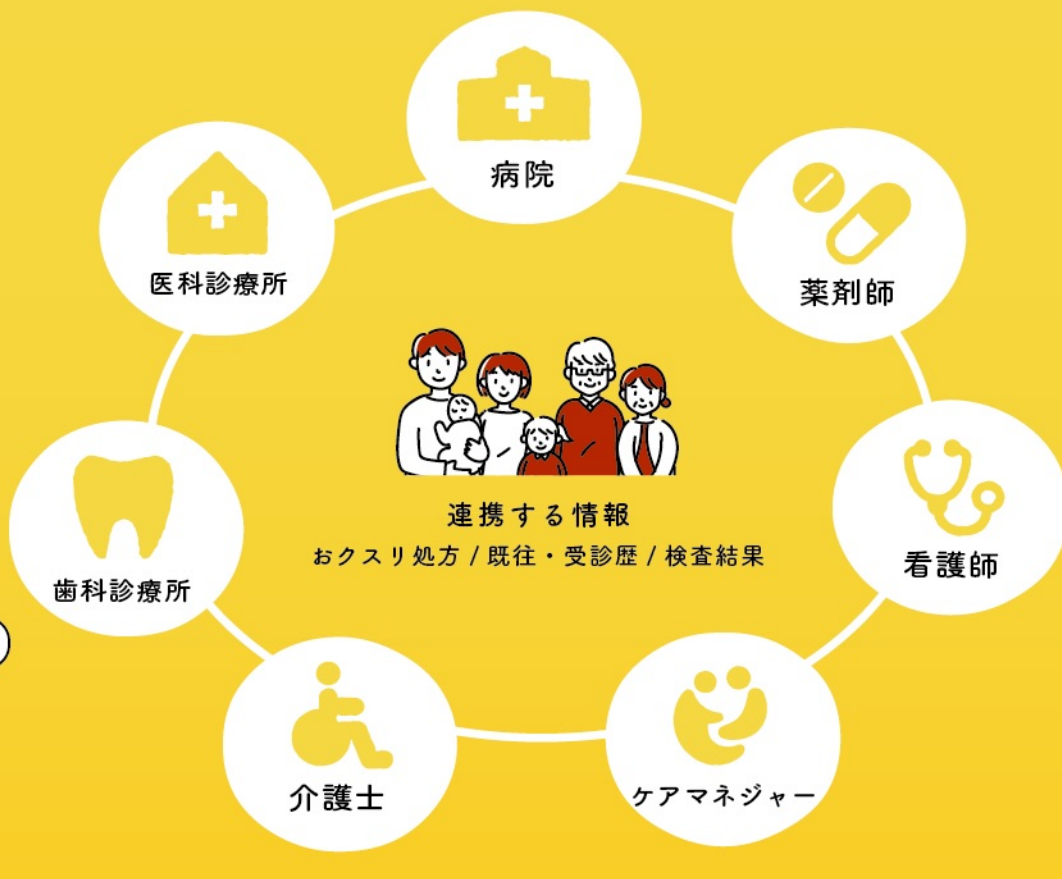 病院
医科診療所
薬剤師
連携する情報
おクスリ処方 / 既往・受診歴 / 検査結果
歯科診療所
看護師
介護士
ケアマネジャー